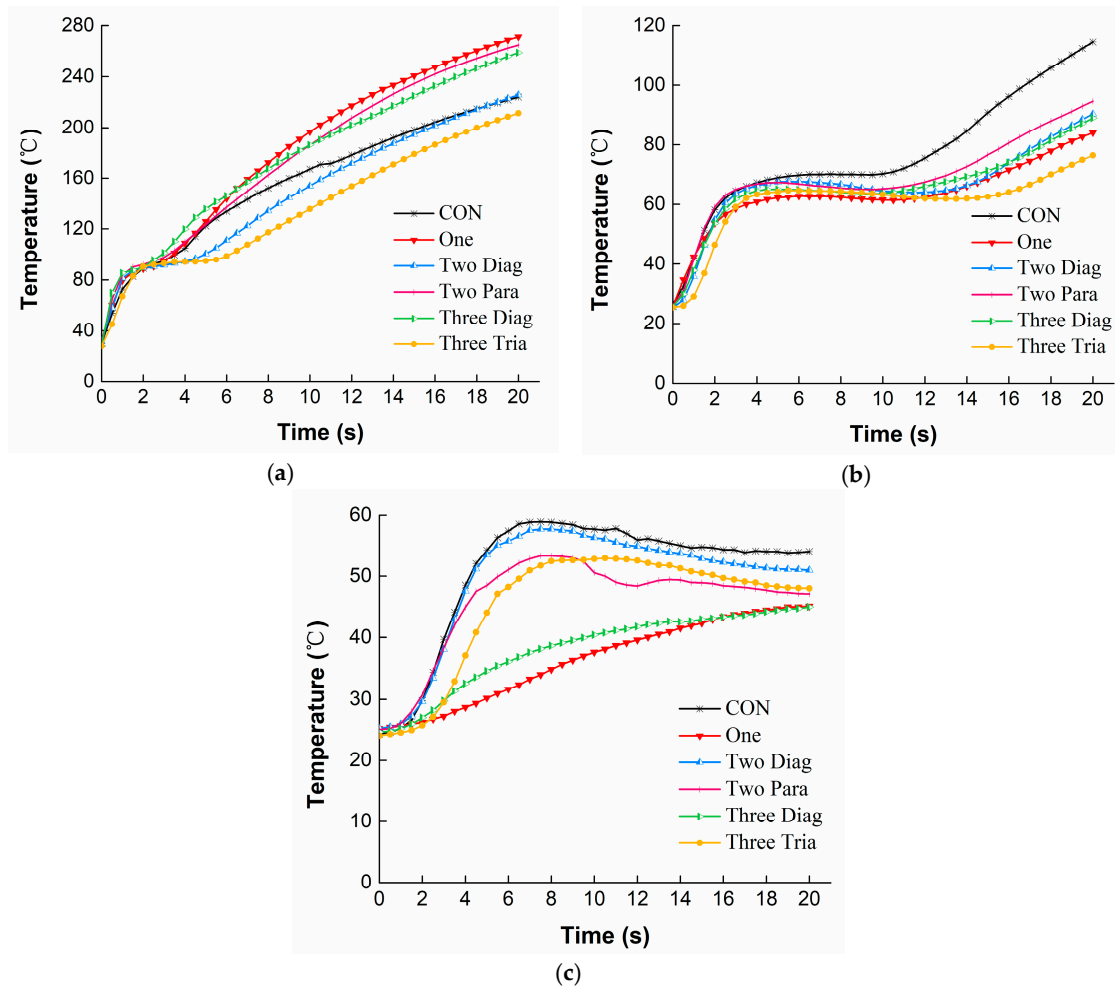 280
240
200
160
120
80
40
0
Temperature (℃)
CON
One
Two Diag
Two Para
Three Diag
Three Tria
0 2 4 6 8 10 12 14 16 18 20
Time (s)
(a)
120
100
80
60
40
20
0
Temperature (℃)
CON
One
Two Diag
Two Para
Three Diag
Three Tria
0 2 4 6 8 10 12 14 16 18 20
Time (s)
(b)
60
50
40
30
20
10
0
Temperature (℃)
CON
One
Two Diag
Two Para
Three Diag
Three Tria
0 2 4 6 8 10 12 14 16 18 20
Time (s)
(c)